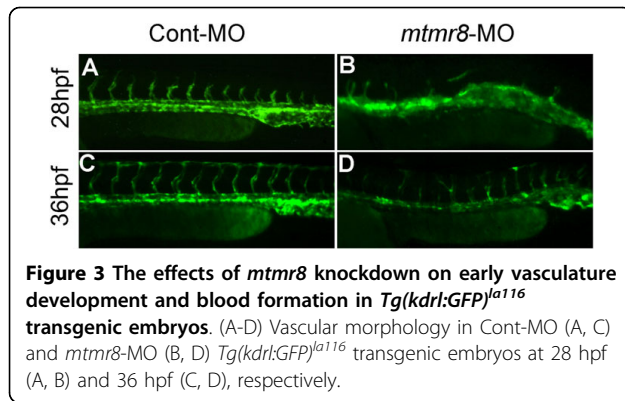 Cont-MO mtmr8-MO
28hpf
A B
36hpf
C D
Figure 3 The effects of mtmr8 knockdown on early vasculature
development and blood formation in Tg(kdrl:GFP)la116
transgenic embryos. (A-D) Vascular morphology in Cont-MO (A, C)
and mtmr8-MO (B, D) Tg(kdrl:GFP)la116 transgenic embryos at 28 hpf
(A, B) and 36 hpf (C, D), respectively.